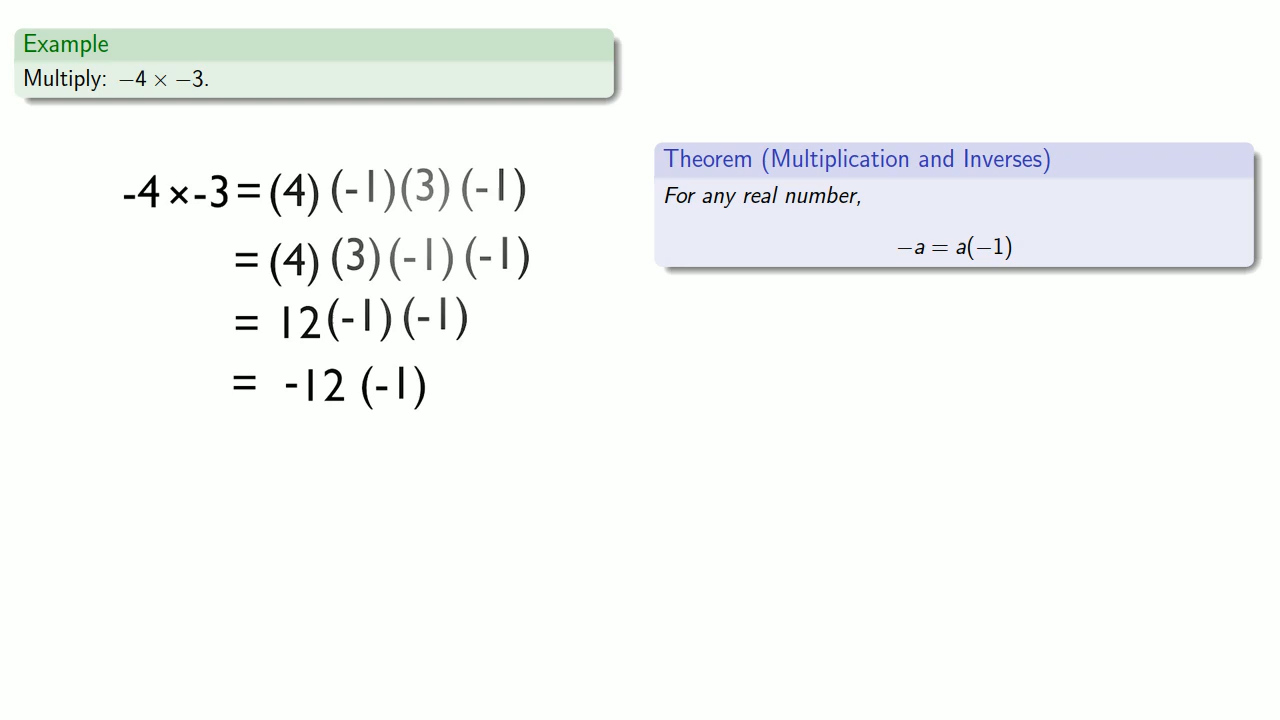 Example
Multiply: −4 × −3.
-4 ×-3 = (4) (-1)(3) (-1)
= (4) (3) (-1) (-1)
= 12 (-1) (-1)
= -12 (-1)
Theorem (Multiplication and Inverses)
For any real number,
−a = a(−1)